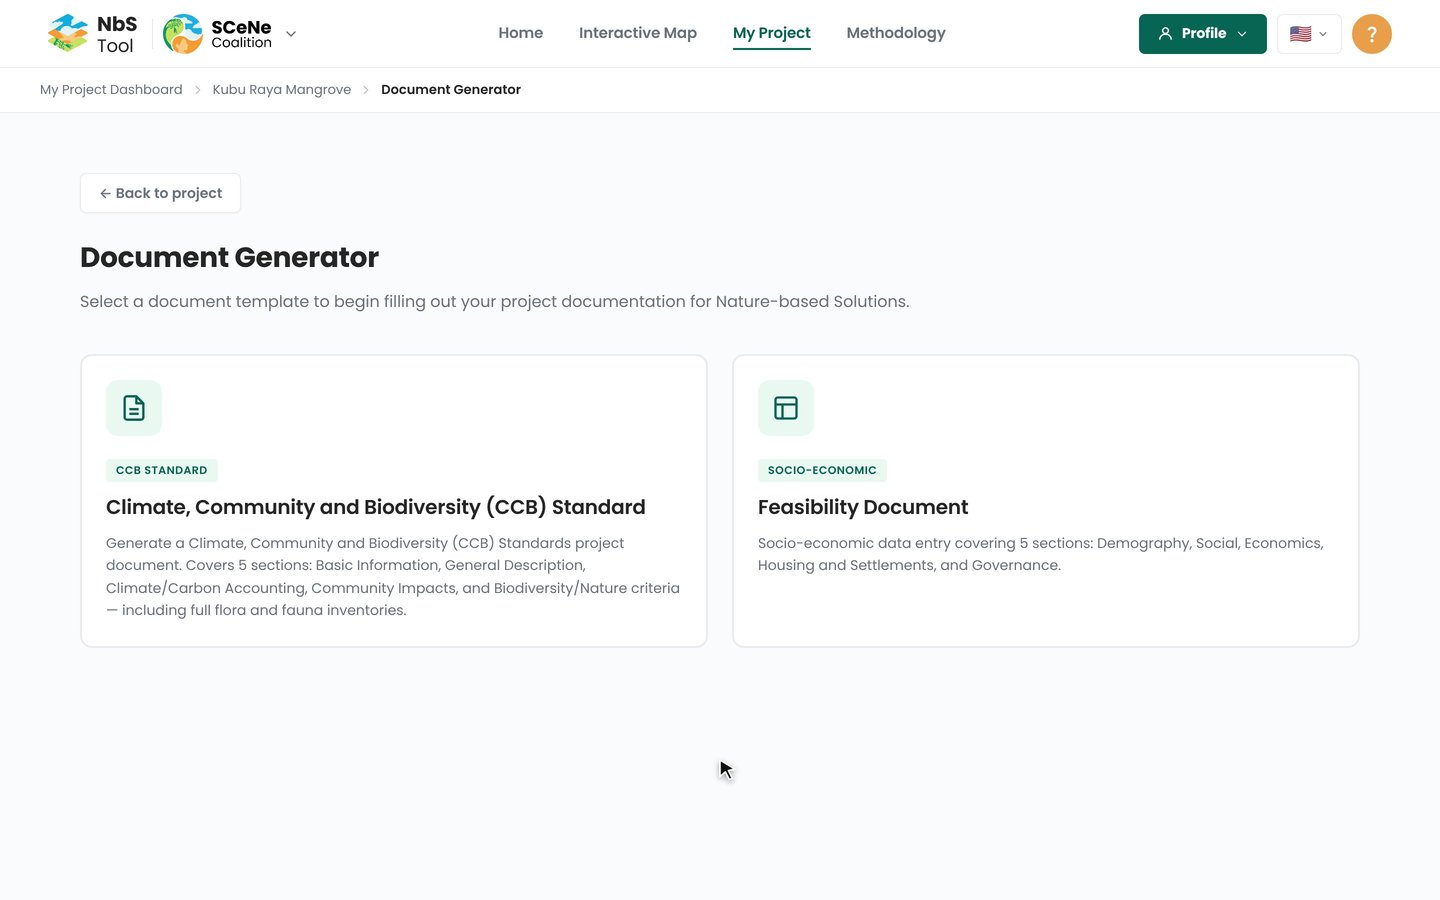 NbS
Tool
SCeNe
Coalition
Home
Interactive Map
My Project
Methodology
Profile
?
My Project Dashboard
Kubu Raya Mangrove
Document Generator
← Back to project
Document Generator
Select a document template to begin filling out your project documentation for Nature-based Solutions.
CCB STANDARD
Climate, Community and Biodiversity (CCB) Standard
Generate a Climate, Community and Biodiversity (CCB) Standards project
document. Covers 5 sections: Basic Information, General Description,
Climate/Carbon Accounting, Community Impacts, and Biodiversity/Nature criteria
— including full flora and fauna inventories.
SOCIO-ECONOMIC
Feasibility Document
Socio-economic data entry covering 5 sections: Demography, Social, Economics,
Housing and Settlements, and Governance.